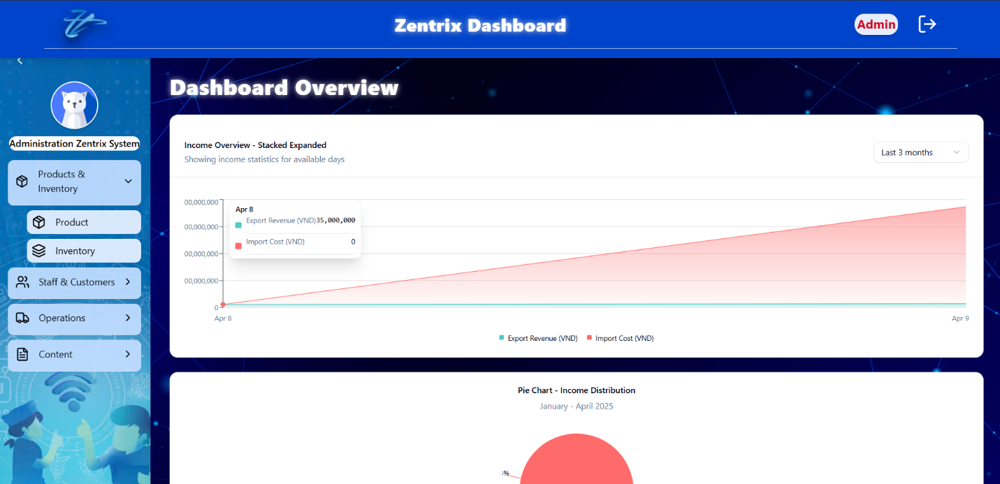 Zentrix Dashboard
Admin
Administration Zentrix System
Products &
Inventory
Product
Inventory
Staff & Customers
Operations
Content
Dashboard Overview
Income Overview - Stacked Expanded
Showing income statistics for available days
Last 3 months
00,000,000
00,000,000
00,000,000
00,000,000
0
Apr 8
Export Revenue (VND)35,000,000
Import Cost (VND) 0
Apr 8
Apr 9
Export Revenue (VND) Import Cost (VND)
Pie Chart - Income Distribution
January - April 2025